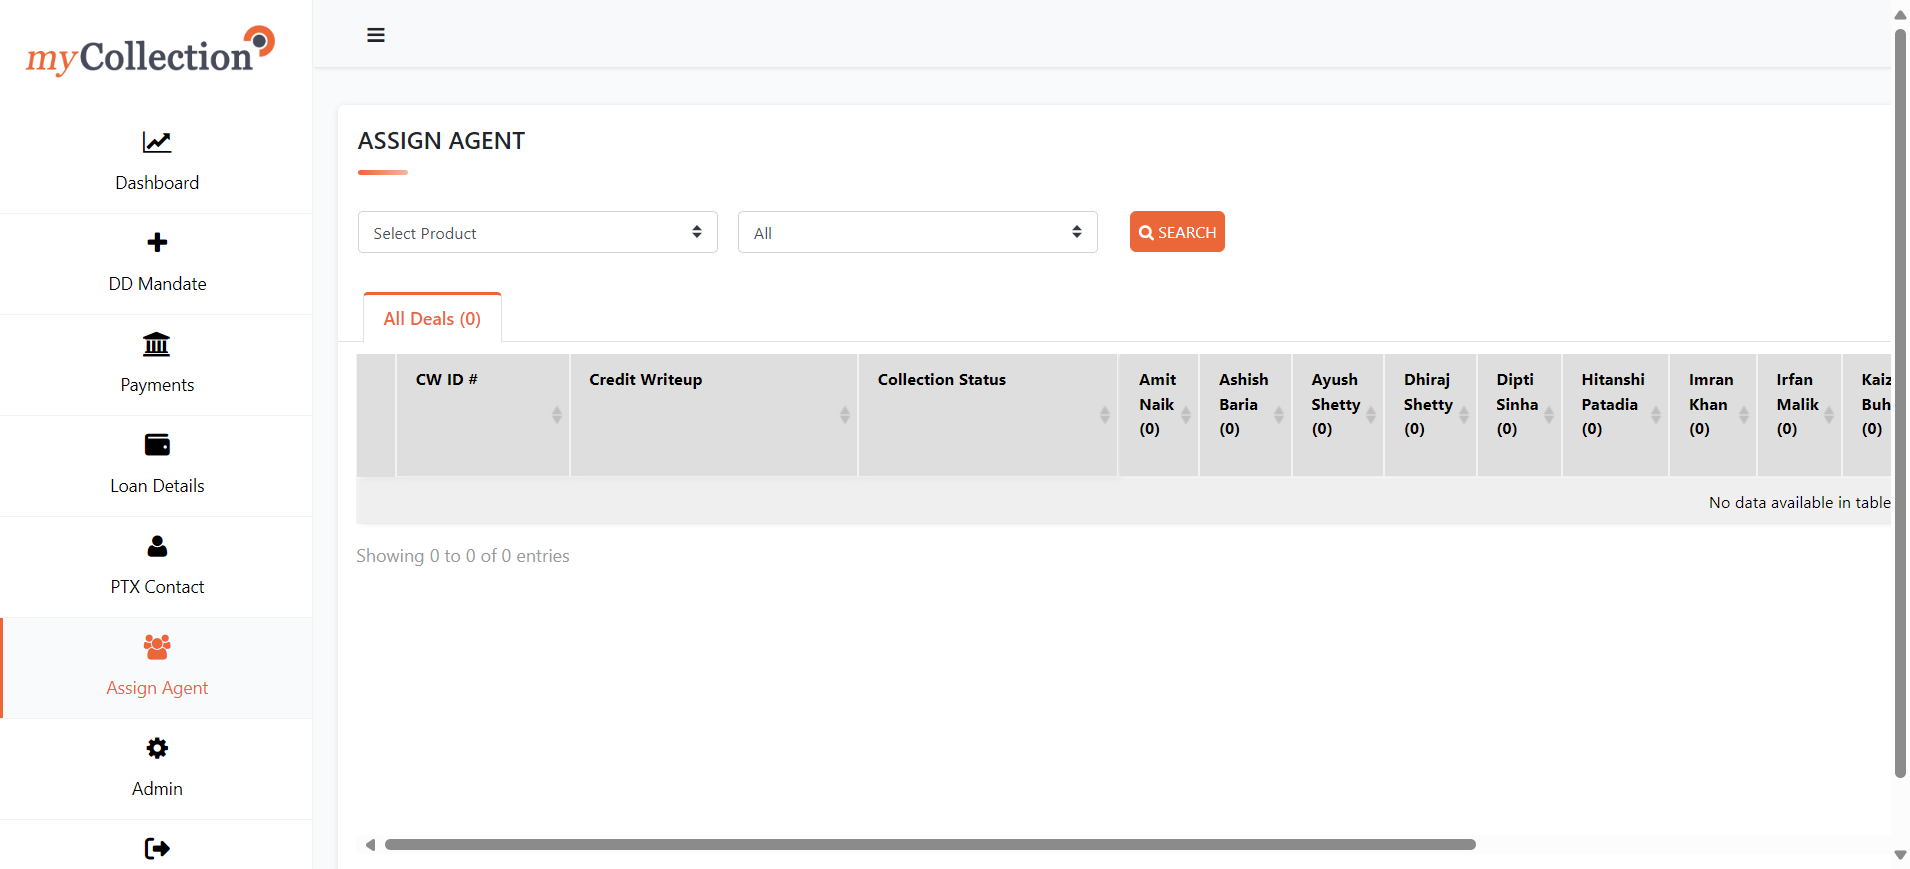 myCollection
Dashboard
DD Mandate
Payments
Loan Details
PTX Contact
Assign Agent
Admin
ASSIGN AGENT
Select Product
All
SEARCH
All Deals (0)
CW ID #
Credit Writeup
Collection Status
Amit
Naik
(0)
Ashish
Baria
(0)
Ayush
Shetty
(0)
Dhiraj
Shetty
(0)
Dipti
Sinha
(0)
Hitanshi
Patadia
(0)
Imran
Khan
(0)
Irfan
Malik
(0)
Kaiz
Buh
(0)
No data available in table
Showing 0 to 0 of 0 entries